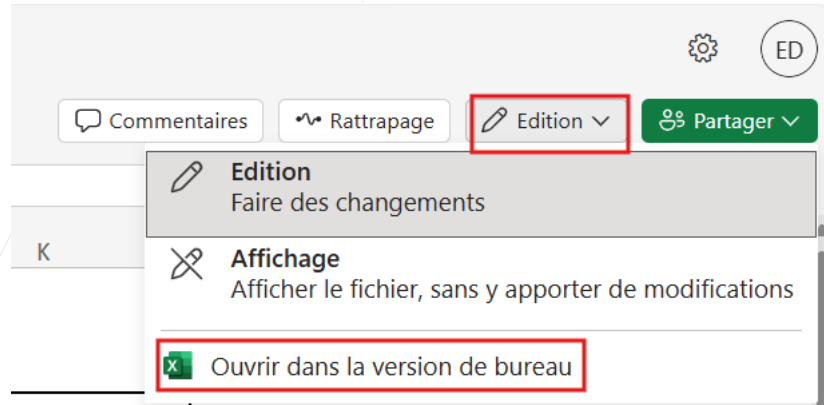 ED
Commentaires
Rattrapage
Edition
Partager
Edition
Faire des changements
K
Affichage
Afficher le fichier, sans y apporter de modifications
X
Ouvrir dans la version de bureau